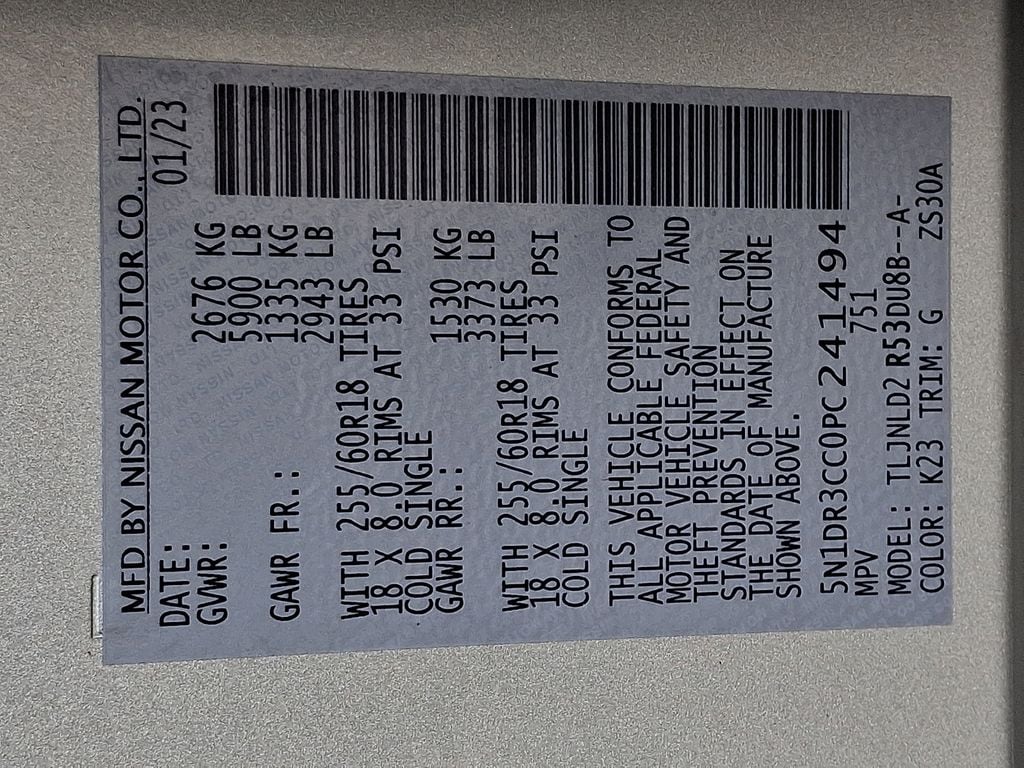 MFD BY NISSAN MOTOR CO., LTD.
DATE: 01/23
GVWR: 2676 KG
5900 LB
GAWR FR.: 1335 KG
2943 LB
WITH 255/60R18 TIRES
18 X 8.0 RIMS AT 33 PSI
COLD SINGLE
GAWR RR.: 1530 KG
3373 LB
WITH 255/60R18 TIRES
18 X 8.0 RIMS AT 33 PSI
COLD SINGLE
THIS VEHICLE CONFORMS TO
ALL APPLICABLE FEDERAL
MOTOR VEHICLE SAFETY AND
THEFT PREVENTION
STANDARDS IN EFFECT ON
THE DATE OF MANUFACTURE
SHOWN ABOVE.
5N1DR3CC0PC241494
MPV 751
MODEL: TLJNLD2 R53DU8B---A-
COLOR: K23 TRIM: G ZS30A